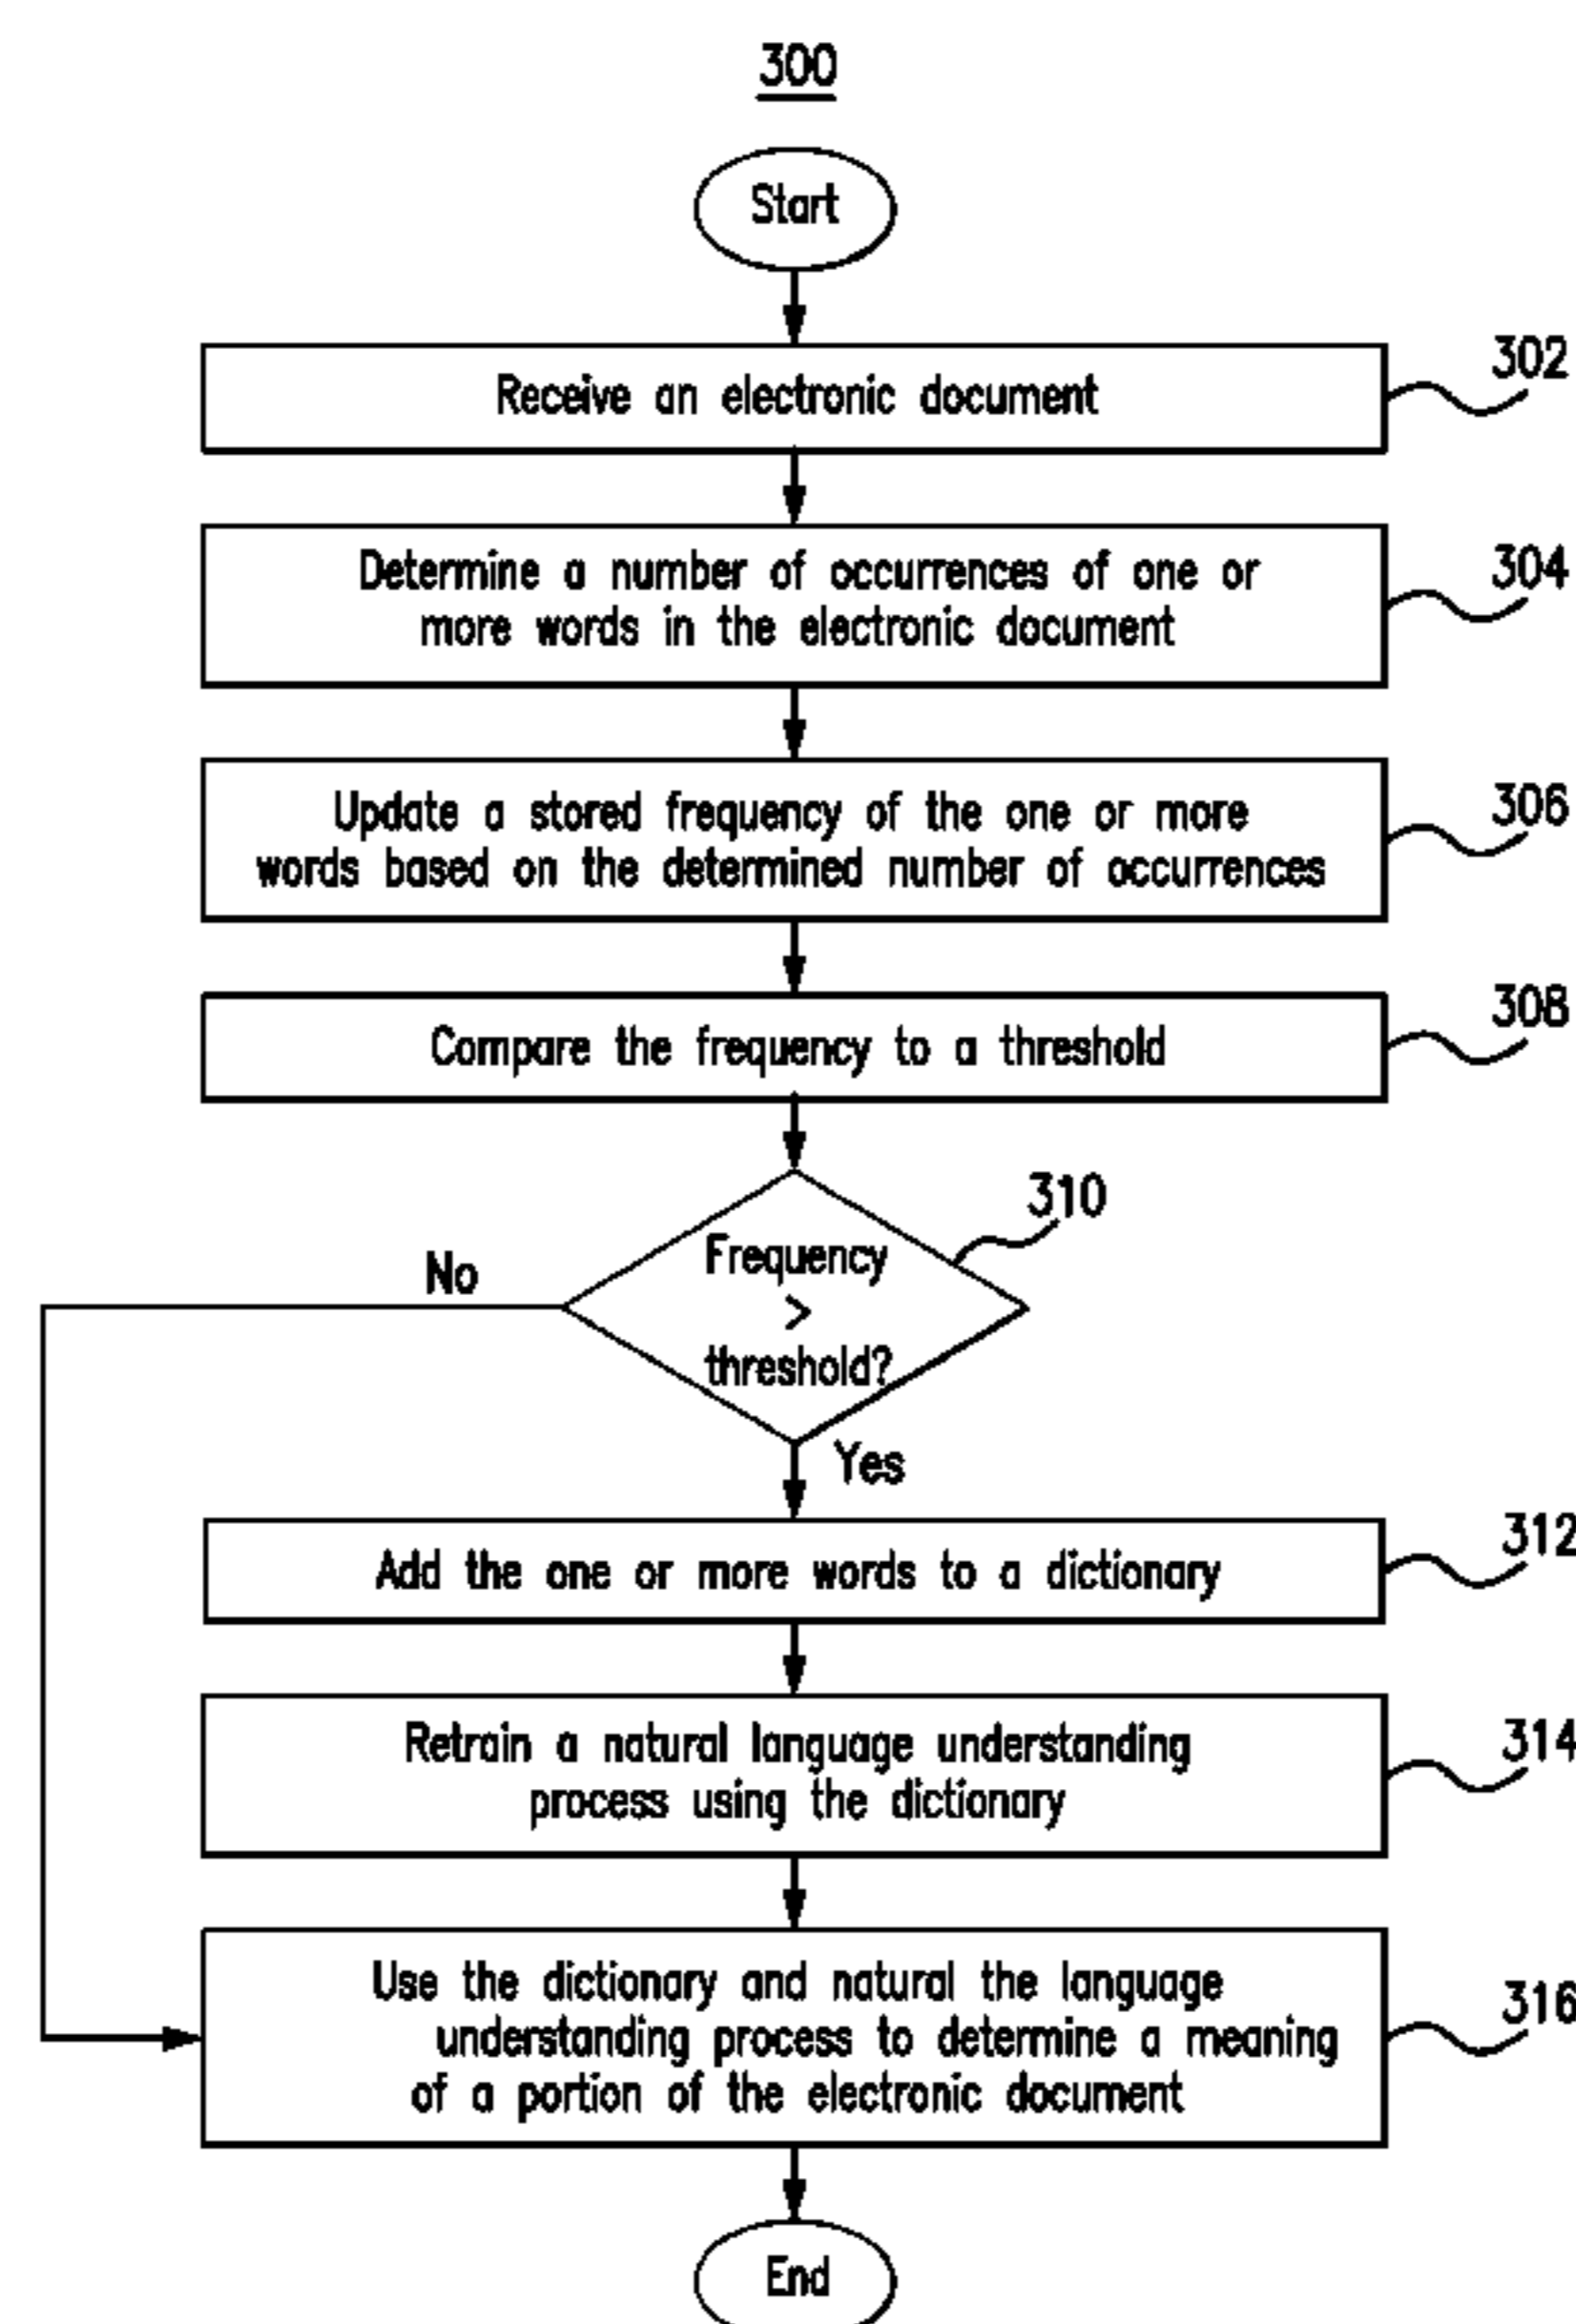 300
Start
Receive an electronic document
302
Determine a number of occurrences of one or
more words in the electronic document
304
Update a stored frequency of the one or more
words based on the determined number of occurrences
306
Compare the frequency to a threshold
308
310
Frequency
>
threshold?
No
Yes
Add the one or more words to a dictionary
312
Retrain a natural language understanding
process using the dictionary
314
Use the dictionary and natural the language
understanding process to determine a meaning
of a portion of the electronic document
316
End